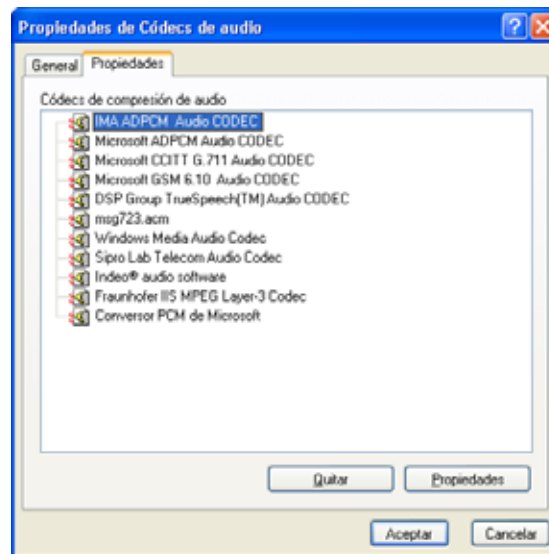 Propiedades de Códecs de audio
General Propiedades
Códecs de compresión de audio
IMA ADPCM Audio CODEC
Microsoft ADPCM Audio CODEC
Microsoft CCITT G.711 Audio CODEC
Microsoft GSM 6.10 Audio CODEC
DSP Group TrueSpeech(TM) Audio CODEC
msg723.acm
Windows Media Audio Codec
Sipro Lab Telecom Audio Codec
Indeo® audio software
Fraunhofer IIS MPEG Layer-3 Codec
Conversor PCM de Microsoft
Quitar Propiedades
Aceptar Cancelar